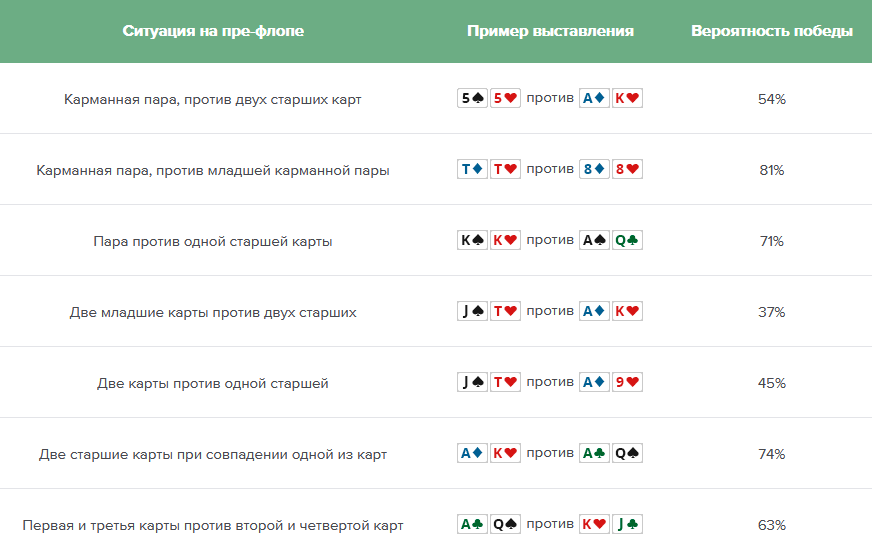 Ситуация на пре-флопе Пример выставления Вероятность победы
Карманная пара, против двух старших карт 5♠ 5♥ против A♦ K♥ 54%
Карманная пара, против младшей карманной пары T♦ T♥ против 8♦ 8♥ 81%
Пара против одной старшей карты K♠ K♥ против A♠ Q♣ 71%
Две младшие карты против двух старших J♠ T♥ против A♦ K♥ 37%
Две карты против одной старшей J♠ T♥ против A♦ 9♥ 45%
Две старшие карты при совпадении одной из карт A♦ K♥ против A♣ Q♠ 74%
Первая и третья карты против второй и четвертой карт A♣ Q♠ против K♥ J♣ 63%